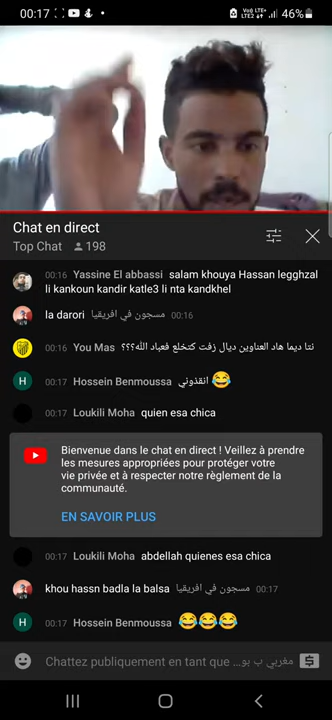 00:17
Vo) LTE+
LTE2 46%
Chat en direct
Top Chat 198
00:16 Yassine El abbassi salam khouya Hassan legghzal
li kankoun kandir katle3 li nta kandkhel
la darori مسجون في افريقيا 00:16
00:16 You Mas نتا ديما هاد العناوين ديال زفت كتخلع فعباد الله؟؟؟
00:17 Hossein Benmoussa انقذوني 😂
00:17 Loukili Moha quien esa chica
Bienvenue dans le chat en direct ! Veillez à prendre
les mesures appropriées pour protéger votre
vie privée et à respecter notre règlement de la
communauté.
EN SAVOIR PLUS
00:17 Loukili Moha abdellah quienes esa chica
khou hassn badla la balsa مسجون في افريقيا 00:17
00:17 Hossein Benmoussa 😂😂😂
Chattez publiquement en tant que ... مغربي ب بو